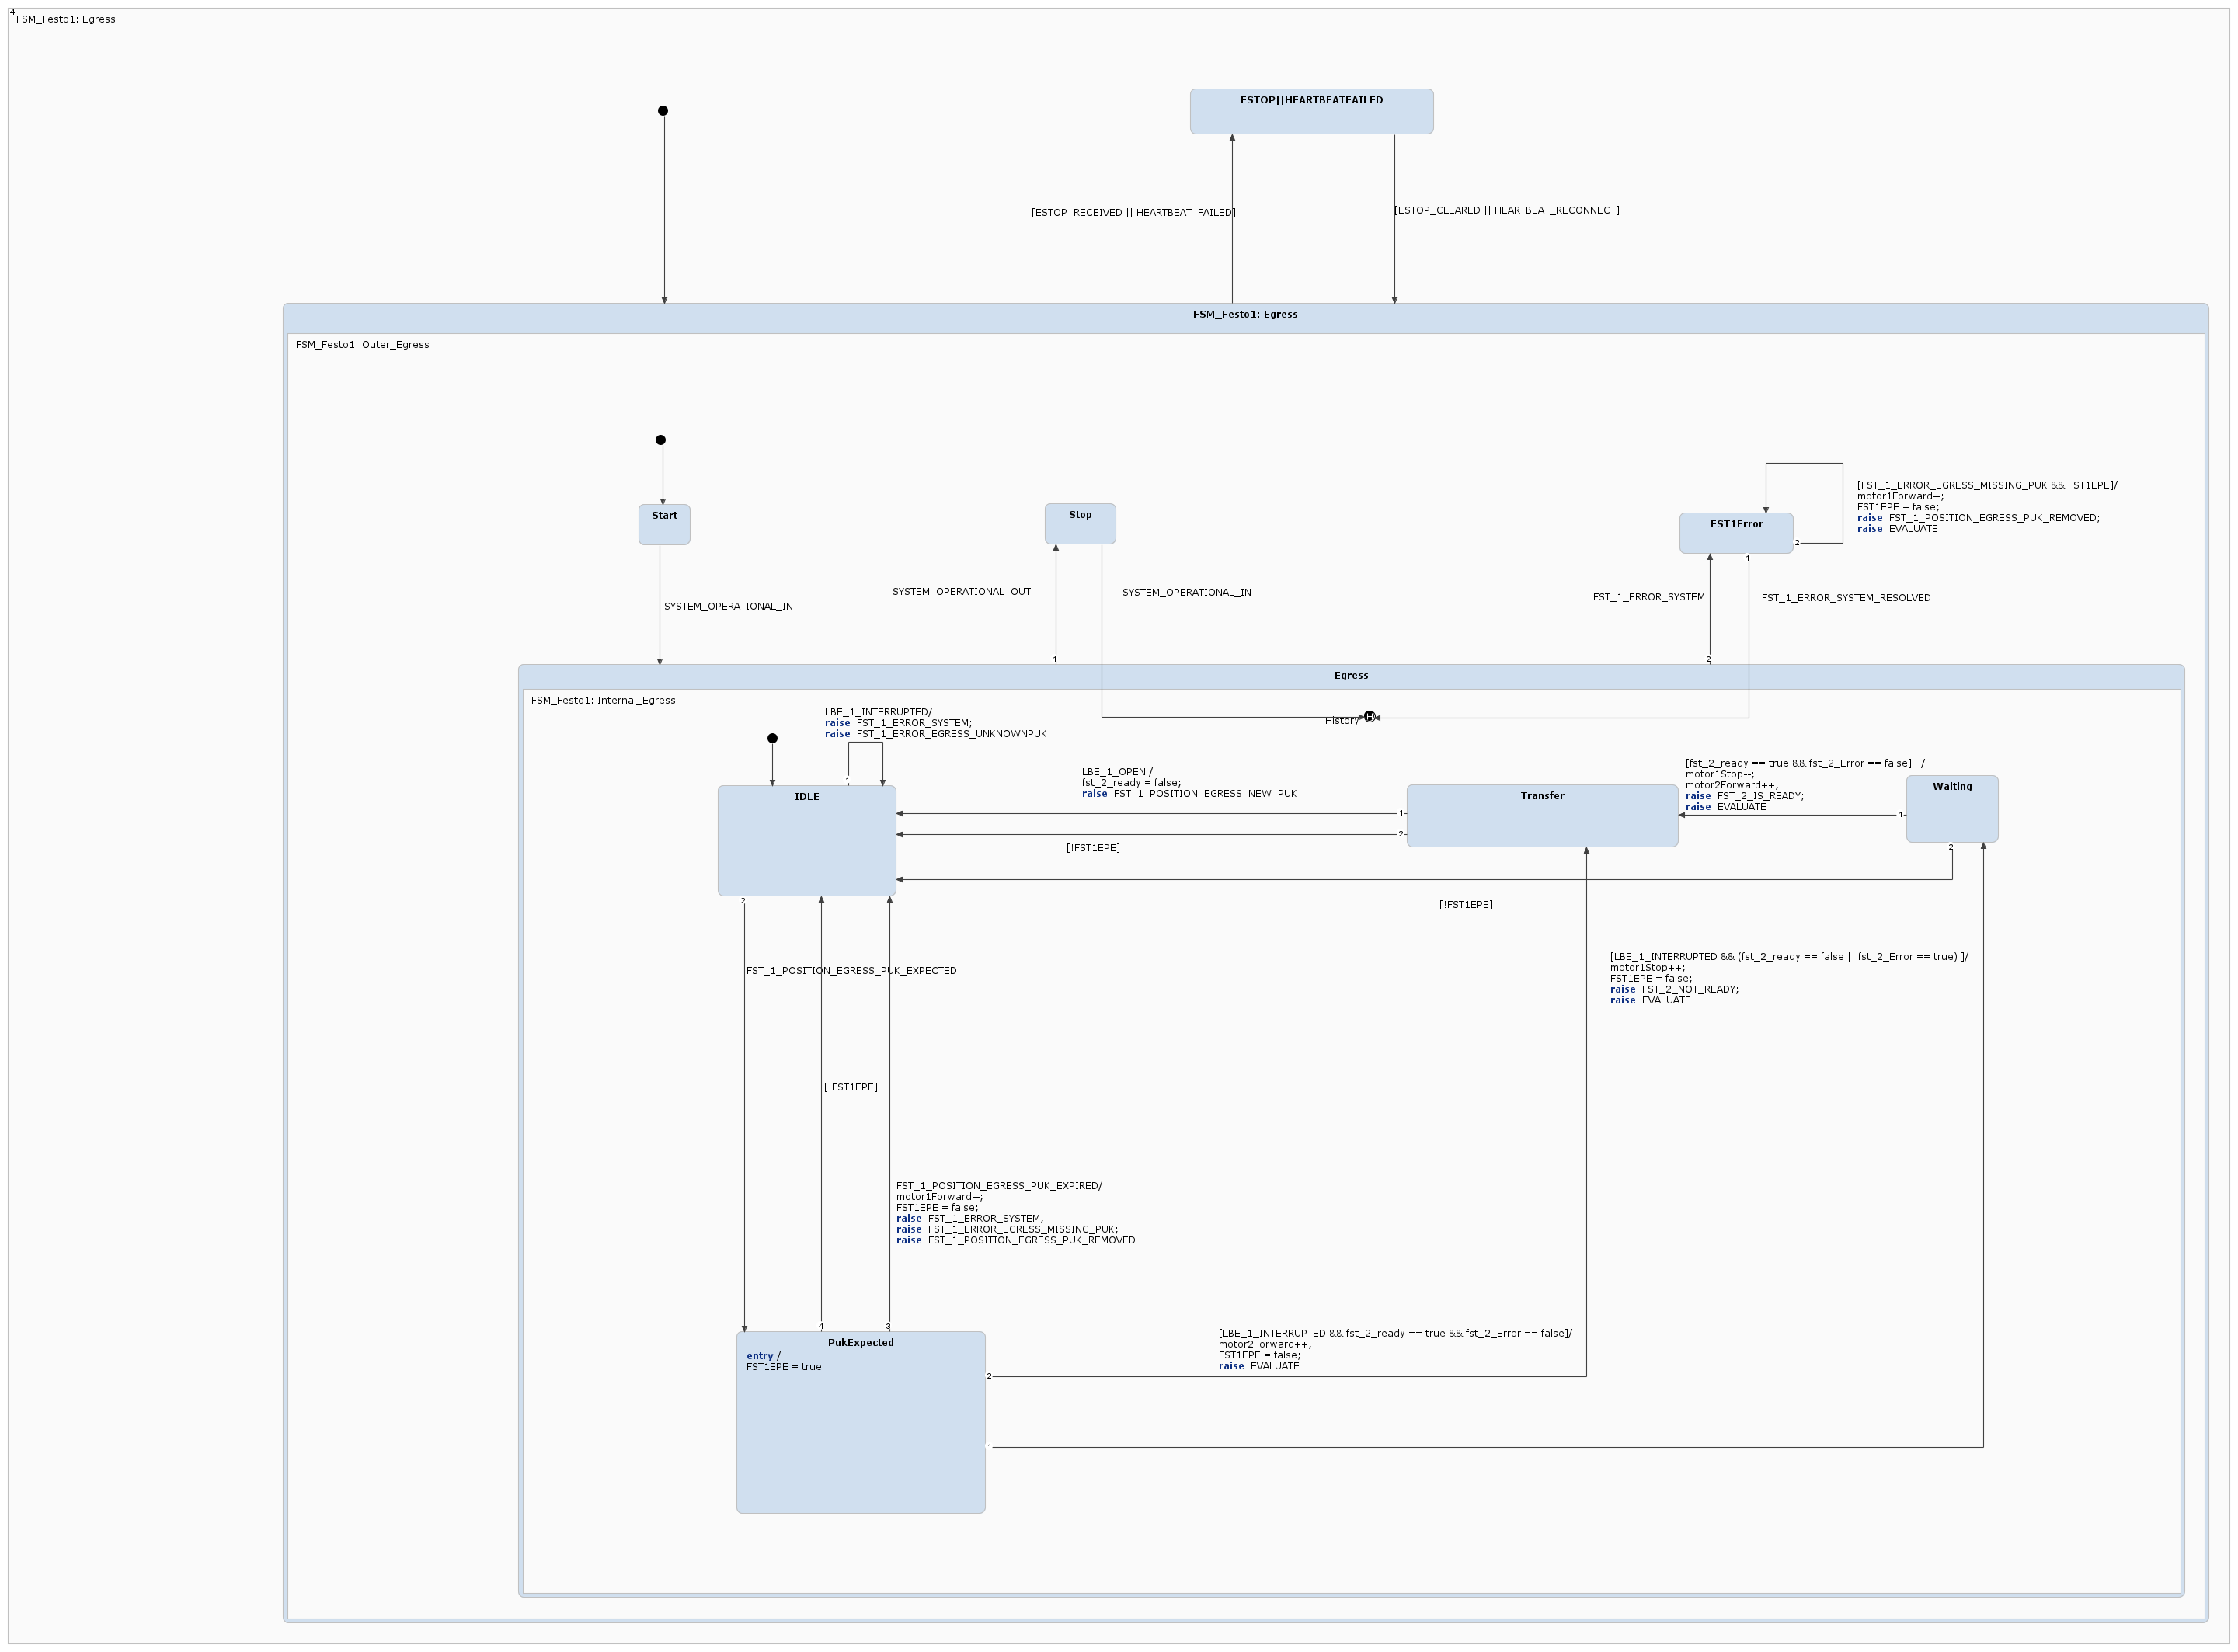 4
FSM_Festo1: Egress
ESTOP||HEARTBEATFAILED
[ESTOP_RECEIVED || HEARTBEAT_FAILED]
[ESTOP_CLEARED || HEARTBEAT_RECONNECT]
FSM_Festo1: Egress
FSM_Festo1: Outer_Egress
Start
Stop
FST1Error
2
1
[FST_1_ERROR_EGRESS_MISSING_PUK && FST1EPE]/
motor1Forward--;
FST1EPE = false;
raise FST_1_POSITION_EGRESS_PUK_REMOVED;
raise EVALUATE
SYSTEM_OPERATIONAL_IN
SYSTEM_OPERATIONAL_OUT
SYSTEM_OPERATIONAL_IN
FST_1_ERROR_SYSTEM
FST_1_ERROR_SYSTEM_RESOLVED
1
2
Egress
FSM_Festo1: Internal_Egress
LBE_1_INTERRUPTED/
raise FST_1_ERROR_SYSTEM;
raise FST_1_ERROR_EGRESS_UNKNOWNPUK
History
H
1
IDLE
LBE_1_OPEN /
fst_2_ready = false;
raise FST_1_POSITION_EGRESS_NEW_PUK
1
2
[!FST1EPE]
Transfer
[fst_2_ready == true && fst_2_Error == false] /
motor1Stop--;
motor2Forward++;
raise FST_2_IS_READY;
raise EVALUATE
1
Waiting
2
[!FST1EPE]
2
FST_1_POSITION_EGRESS_PUK_EXPECTED
[LBE_1_INTERRUPTED && (fst_2_ready == false || fst_2_Error == true) ]/
motor1Stop++;
FST1EPE = false;
raise FST_2_NOT_READY;
raise EVALUATE
[!FST1EPE]
FST_1_POSITION_EGRESS_PUK_EXPIRED/
motor1Forward--;
FST1EPE = false;
raise FST_1_ERROR_SYSTEM;
raise FST_1_ERROR_EGRESS_MISSING_PUK;
raise FST_1_POSITION_EGRESS_PUK_REMOVED
4
3
PukExpected
entry /
FST1EPE = true
[LBE_1_INTERRUPTED && fst_2_ready == true && fst_2_Error == false]/
motor2Forward++;
FST1EPE = false;
raise EVALUATE
2
1